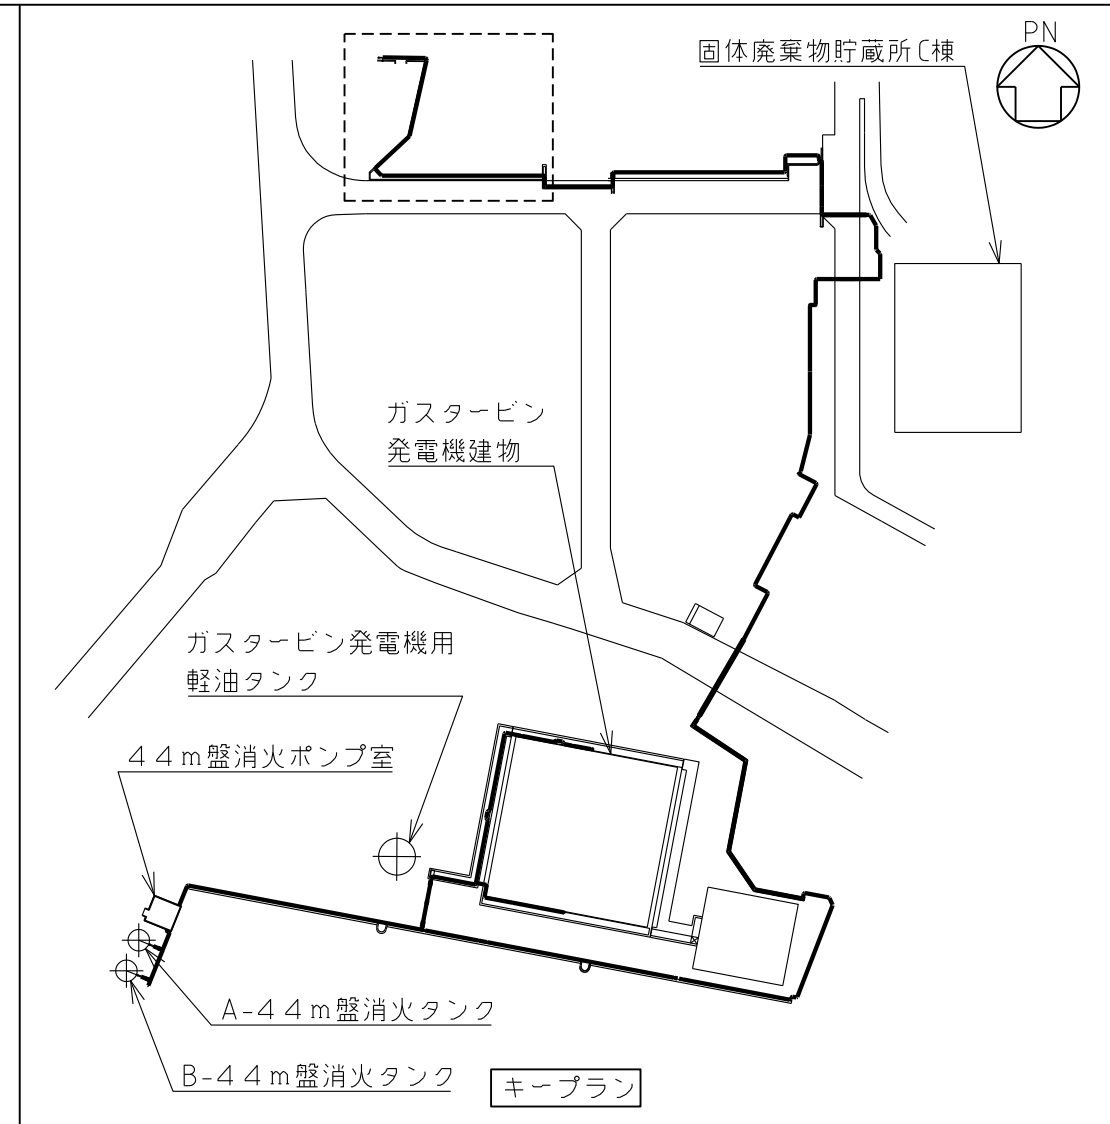 PN
固体廃棄物貯蔵所C棟
ガスタービン
発電機建物
ガスタービン発電機用
軽油タンク
44m盤消火ポンプ室
A-44m盤消火タンク
B-44m盤消火タンク
キープラン